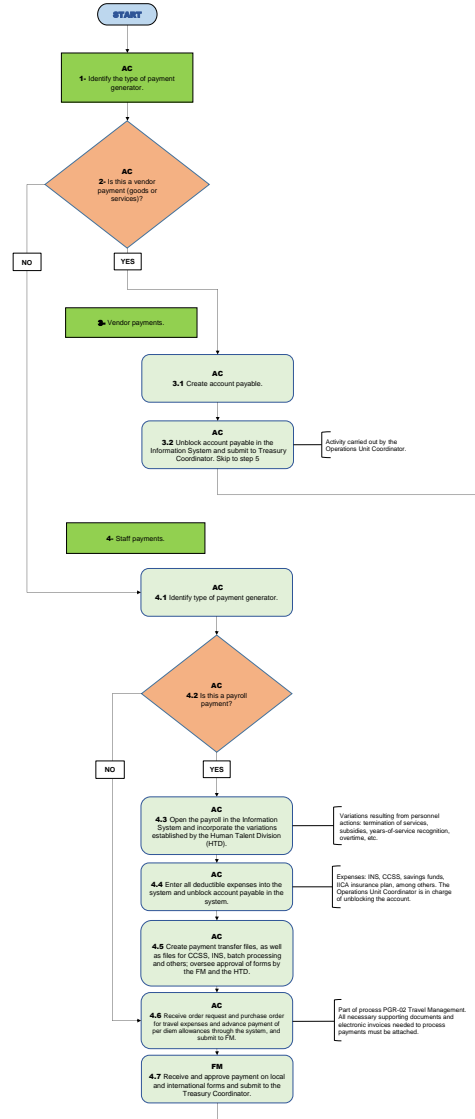 START
AC
1- Identify the type of payment
generator.
AC
2- Is this a vendor
payment (goods or
services)?
NO
YES
3- Vendor payments.
AC
3.1 Create account payable.
AC
3.2 Unblock account payable in the
Information System and submit to Treasury
Coordinator. Skip to step 5
Activity carried out by the
Operations Unit Coordinator.
4- Staff payments.
AC
4.1 Identify type of payment generator.
AC
4.2 Is this a payroll
payment?
NO
YES
AC
4.3 Open the payroll in the Information
System and incorporate the variations
established by the Human Talent Division
(HTD).
Variations resulting from personnel
actions: termination of services,
subsidies, years-of-service recognition,
overtime, etc.
AC
4.4 Enter all deductible expenses into the
system and unblock account payable in the
system.
Expenses: INS, CCSS, savings funds,
IICA insurance plan, among others. The
Operations Unit Coordinator is in charge
of unblocking the account.
AC
4.5 Create payment transfer files, as well
as files for CCSS, INS, batch processing
and others; oversee approval of forms by
the FM and the HTD.
AC
4.6 Receive order request and purchase order
for travel expenses and advance payment of
per diem allowances through the system, and
submit to FM.
Part of process PGR-02 Travel Management.
All necessary supporting documents and
electronic invoices needed to process
payments must be attached.
FM
4.7 Receive and approve payment on local
and international forms and submit to the
Treasury Coordinator.